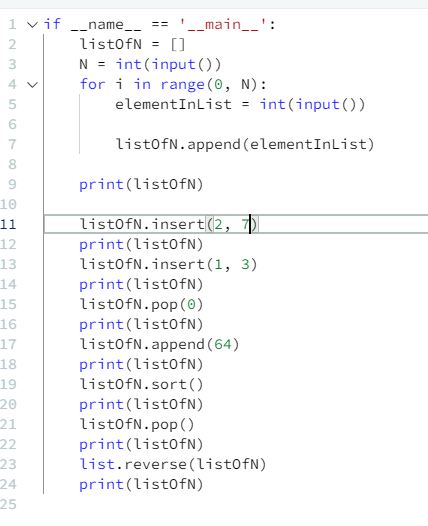 1 if __name__ == '__main__':
2     listOfN = []
3     N = int(input())
4     for i in range(0, N):
5         elementInList = int(input())
6
7         listOfN.append(elementInList)
8
9     print(listOfN)
10
11     listOfN.insert(2, 7)
12     print(listOfN)
13     listOfN.insert(1, 3)
14     print(listOfN)
15     listOfN.pop(0)
16     print(listOfN)
17     listOfN.append(64)
18     print(listOfN)
19     listOfN.sort()
20     print(listOfN)
21     listOfN.pop()
22     print(listOfN)
23     list.reverse(listOfN)
24     print(listOfN)
25